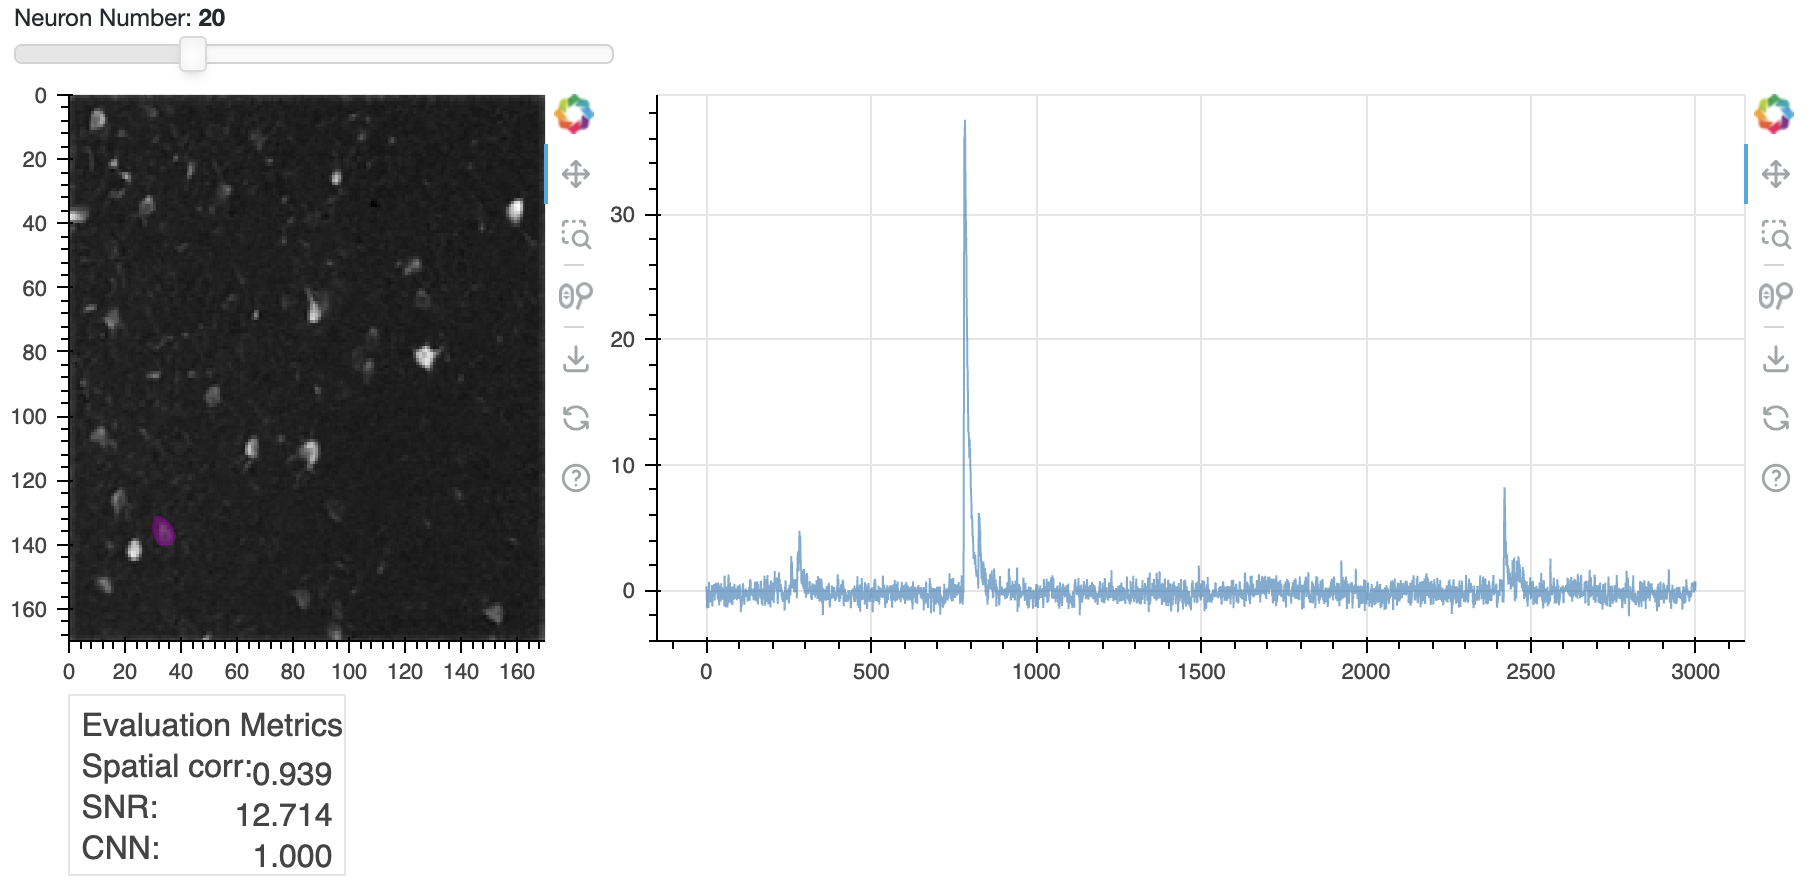 Neuron Number: 20
0
20
40
60
80
100
120
140
160
0 20 40 60 80 100 120 140 160
30
20
10
0
0 500 1000 1500 2000 2500 3000
Evaluation Metrics
Spatial corr: 0.939
SNR: 12.714
CNN: 1.000